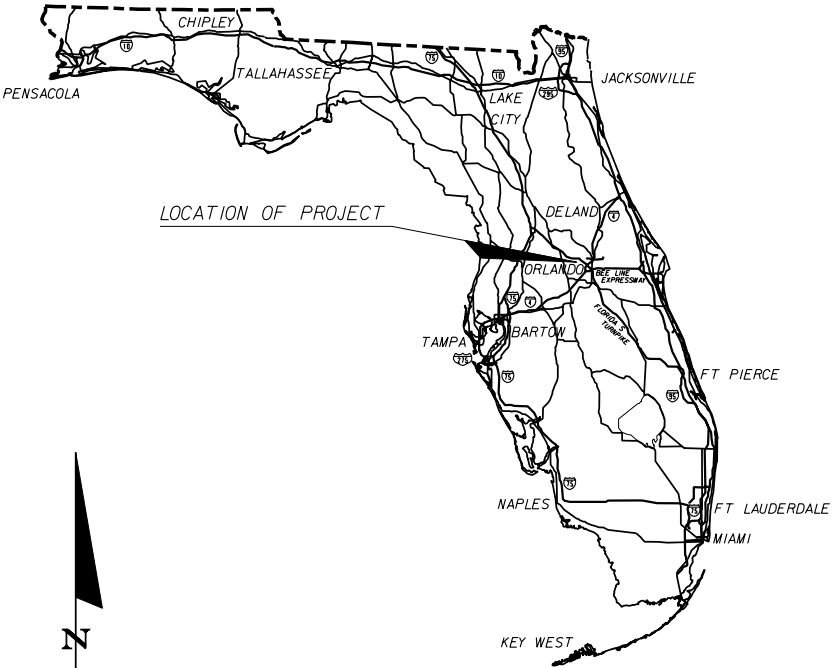 CHIPLEY
10
75
95
PENSACOLA
TALLAHASSEE
10
JACKSONVILLE
LAKE
CITY
295
LOCATION OF PROJECT
DELAND
4
ORLANDO
BEE LINE
EXPRESSWAY
75
4
FLORIDA'S
TURNPIKE
TAMPA
BARTOW
275
75
FT PIERCE
95
75
NAPLES
75
FT LAUDERDALE
MIAMI
N
KEY WEST